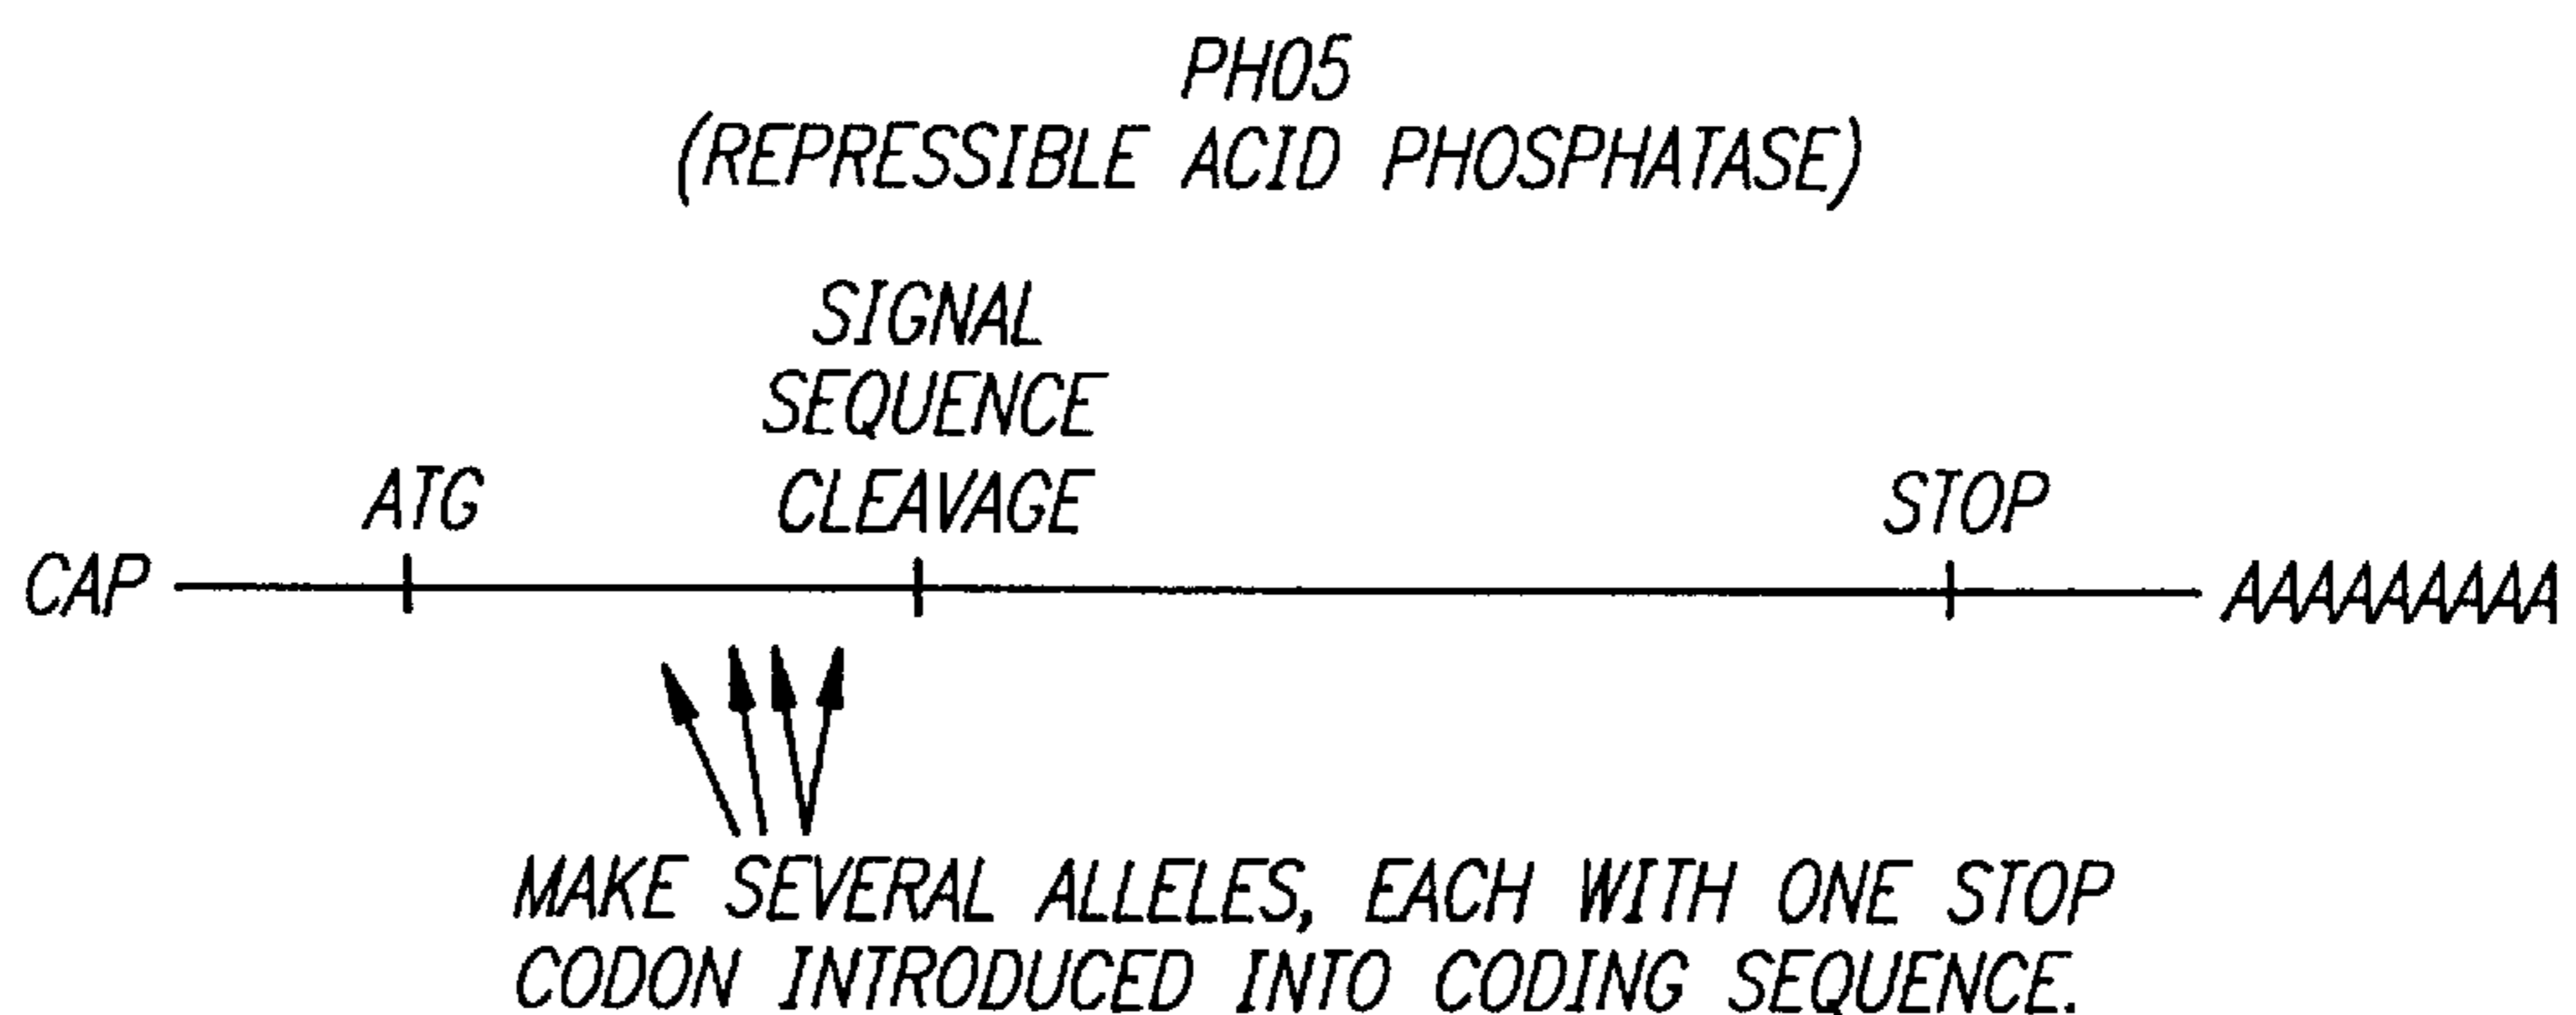 PHO5
(REPRESSIBLE ACID PHOSPHATASE)
SIGNAL
SEQUENCE
CLEAVAGE
ATG
STOP
CAP
AAAAAAAAA
MAKE SEVERAL ALLELES, EACH WITH ONE STOP
CODON INTRODUCED INTO CODING SEQUENCE.